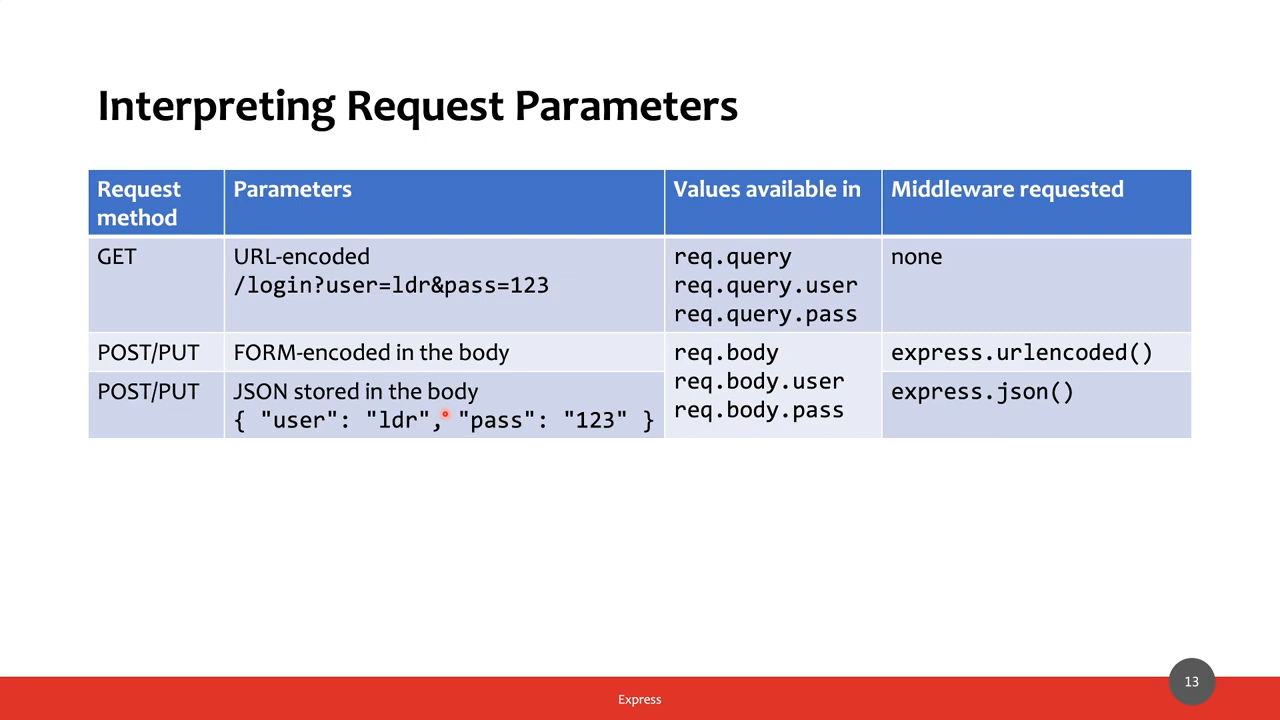 Interpreting Request Parameters
Request method
Parameters
Values available in
Middleware requested
GET
URL-encoded
/login?user=ldr&pass=123
req.query
req.query.user
req.query.pass
none
POST/PUT
FORM-encoded in the body
req.body
req.body.user
req.body.pass
express.urlencoded()
POST/PUT
JSON stored in the body
{ "user": "ldr", "pass": "123" }
express.json()
Express
13